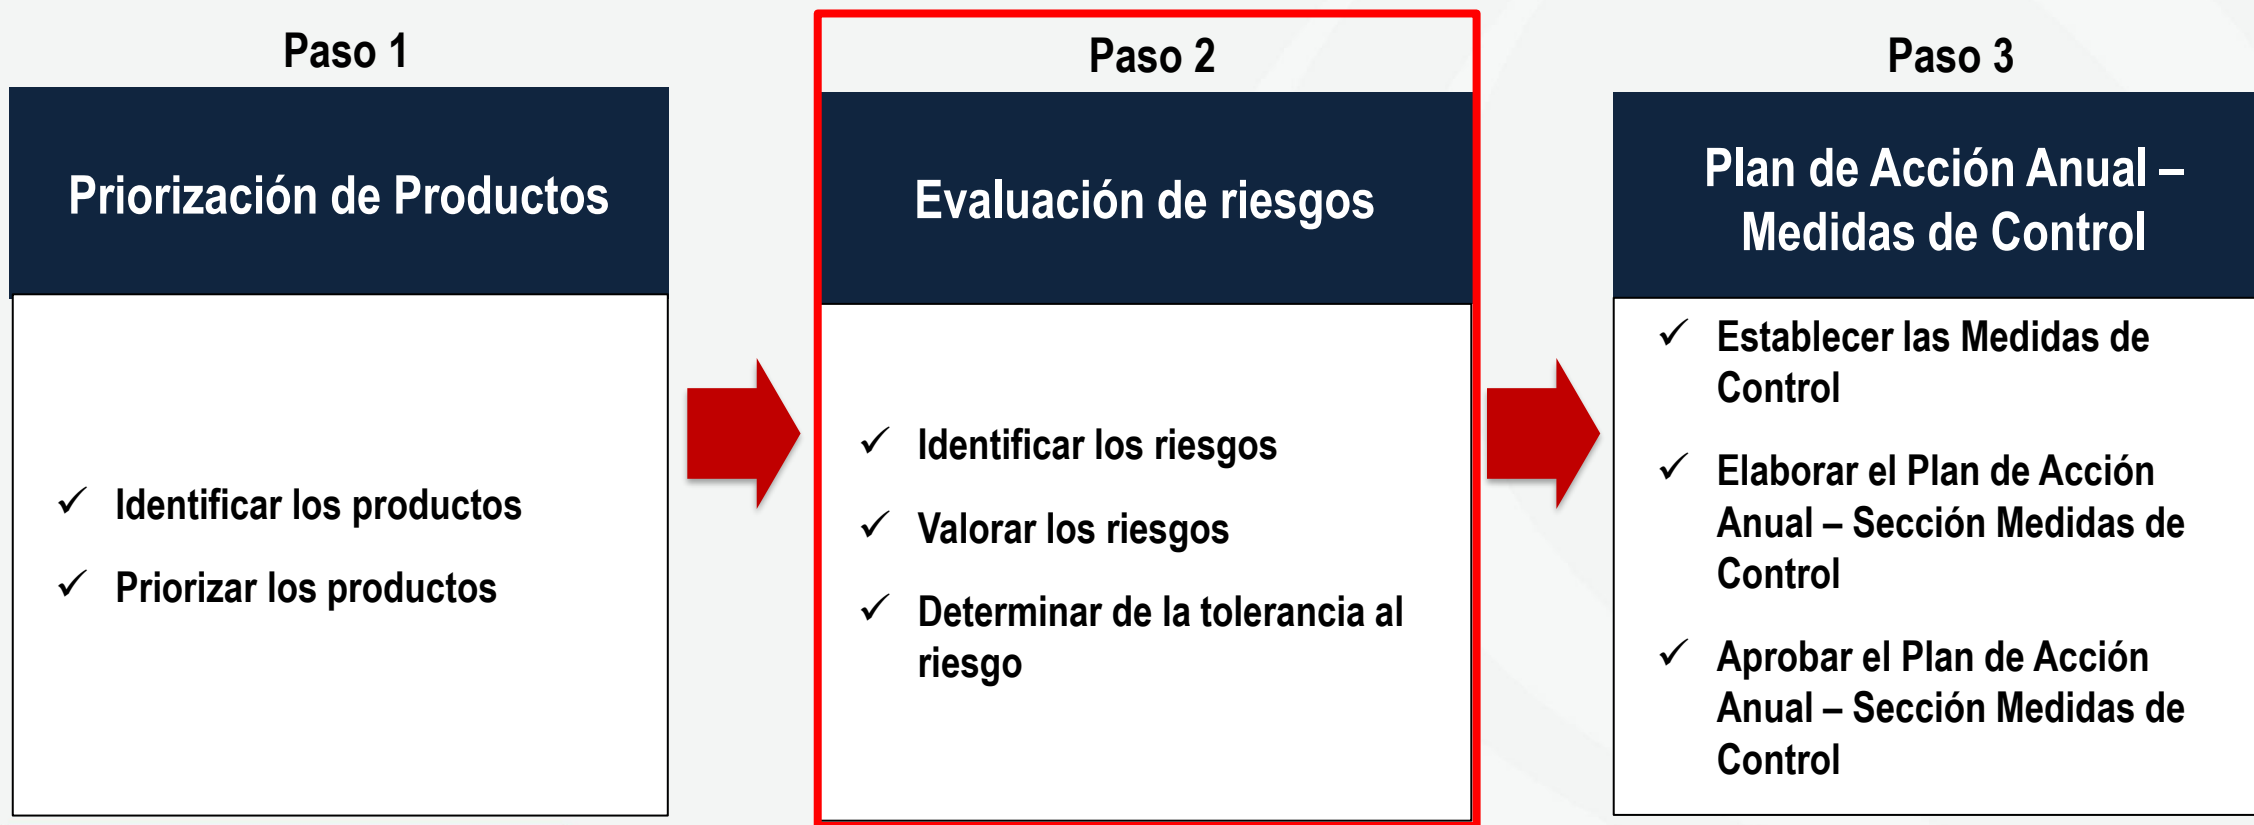 Paso 1
Priorización de Productos
✓ Identificar los productos
✓ Priorizar los productos
Paso 2
Evaluación de riesgos
✓ Identificar los riesgos
✓ Valorar los riesgos
✓ Determinar de la tolerancia al
riesgo
Paso 3
Plan de Acción Anual –
Medidas de Control
✓ Establecer las Medidas de
Control
✓ Elaborar el Plan de Acción
Anual – Sección Medidas de
Control
✓ Aprobar el Plan de Acción
Anual – Sección Medidas de
Control